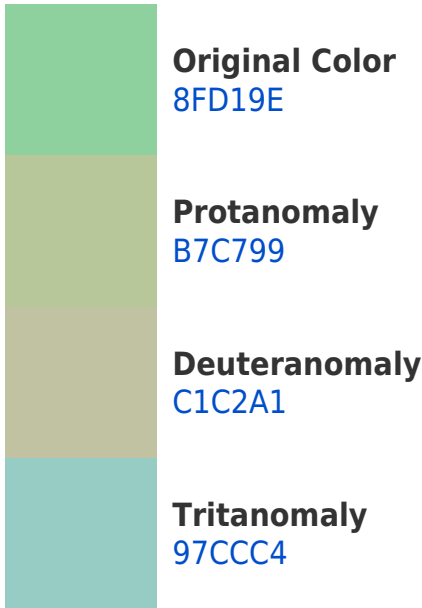 Original Color
8FD19E
Protanomaly
B7C799
Deuteranomaly
C1C2A1
Tritanomaly
97CCC4